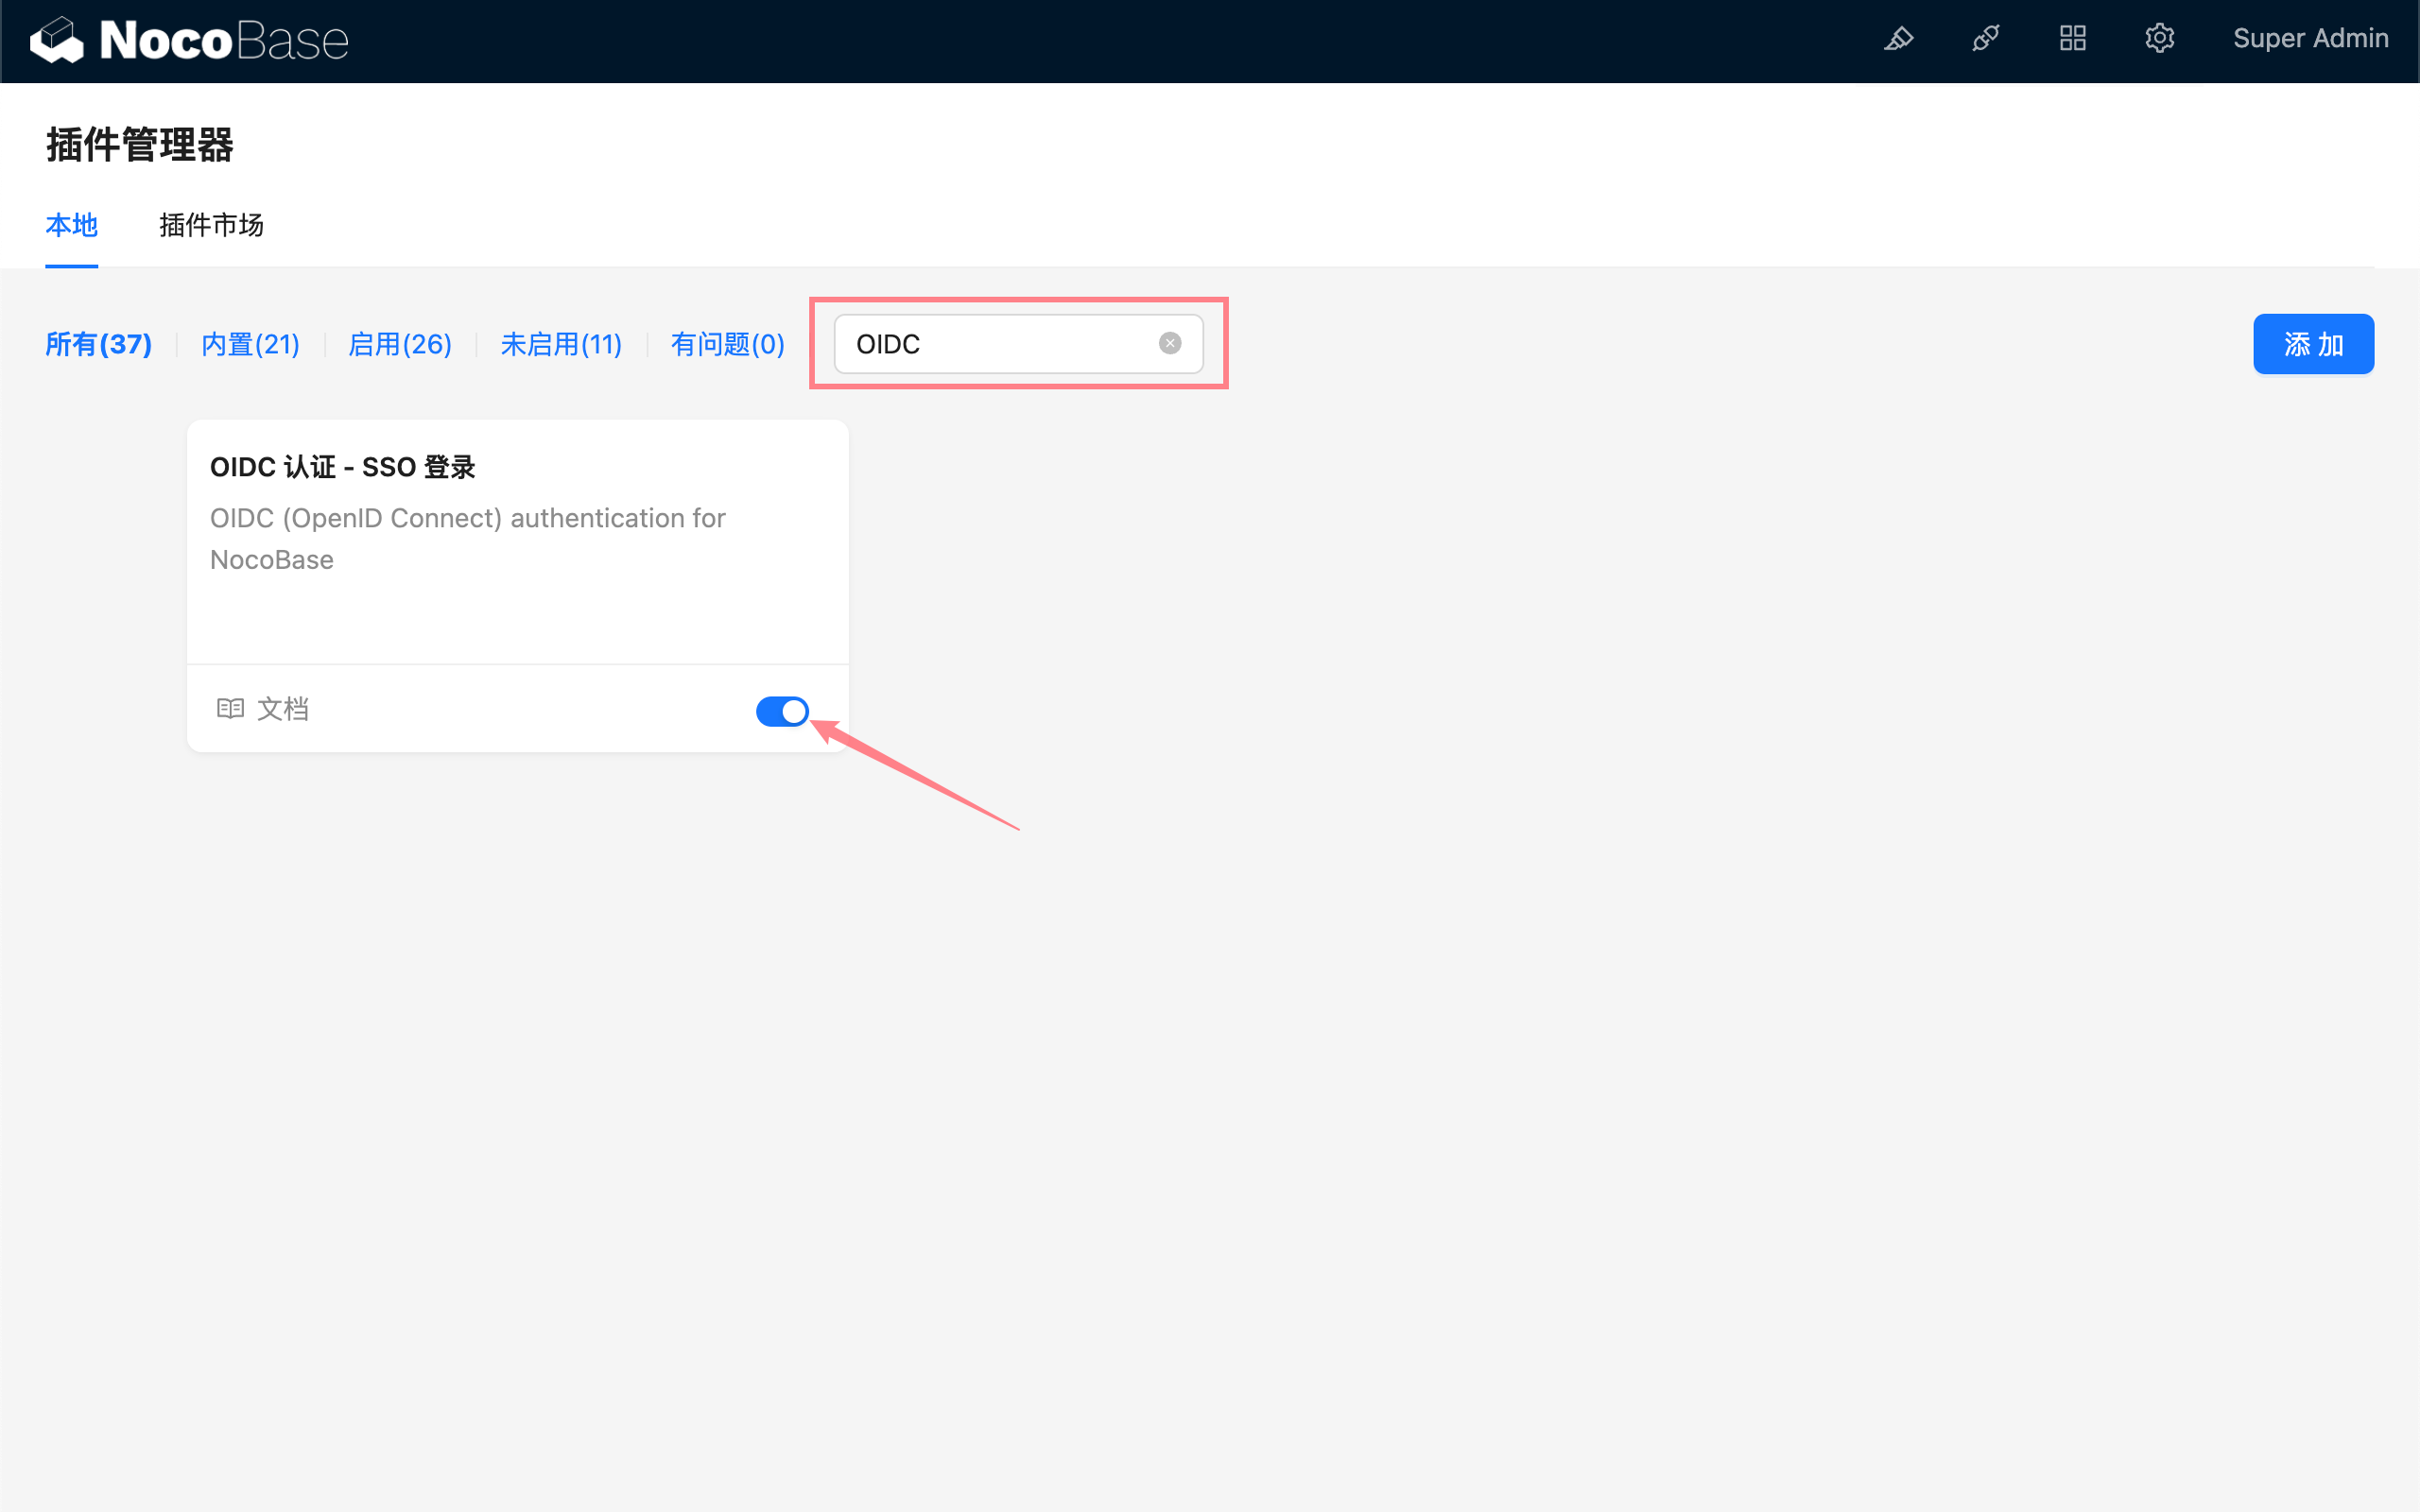 NocoBase
Super Admin
插件管理器
本地
插件市场
所有(37)
内置(21)
启用(26)
未启用(11)
有问题(0)
OIDC
添 加
OIDC 认证 - SSO 登录
OIDC (OpenID Connect) authentication for
NocoBase
文档